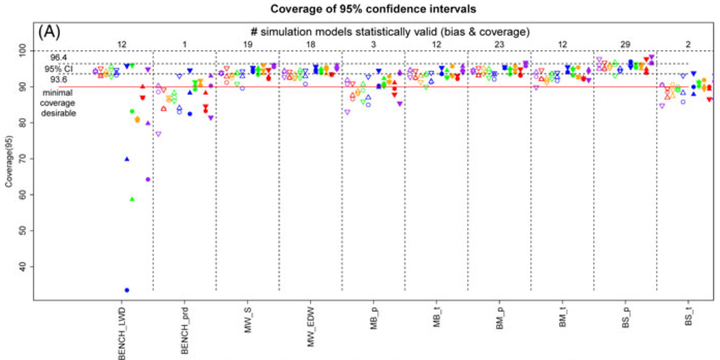 Coverage of 95% confidence intervals
(A)
# simulation models statistically valid (bias & coverage)
12 1 19 18 3 12 23 12 29 2
100
96.4
95% CI
93.6
90
minimal
coverage
desirable
80
70
60
50
40
Coverage(95)
BENCH_LWD
BENCH_prd
MW_S
MW_EDW
MB_p
MB_t
BM_p
BM_t
BS_p
BS_t